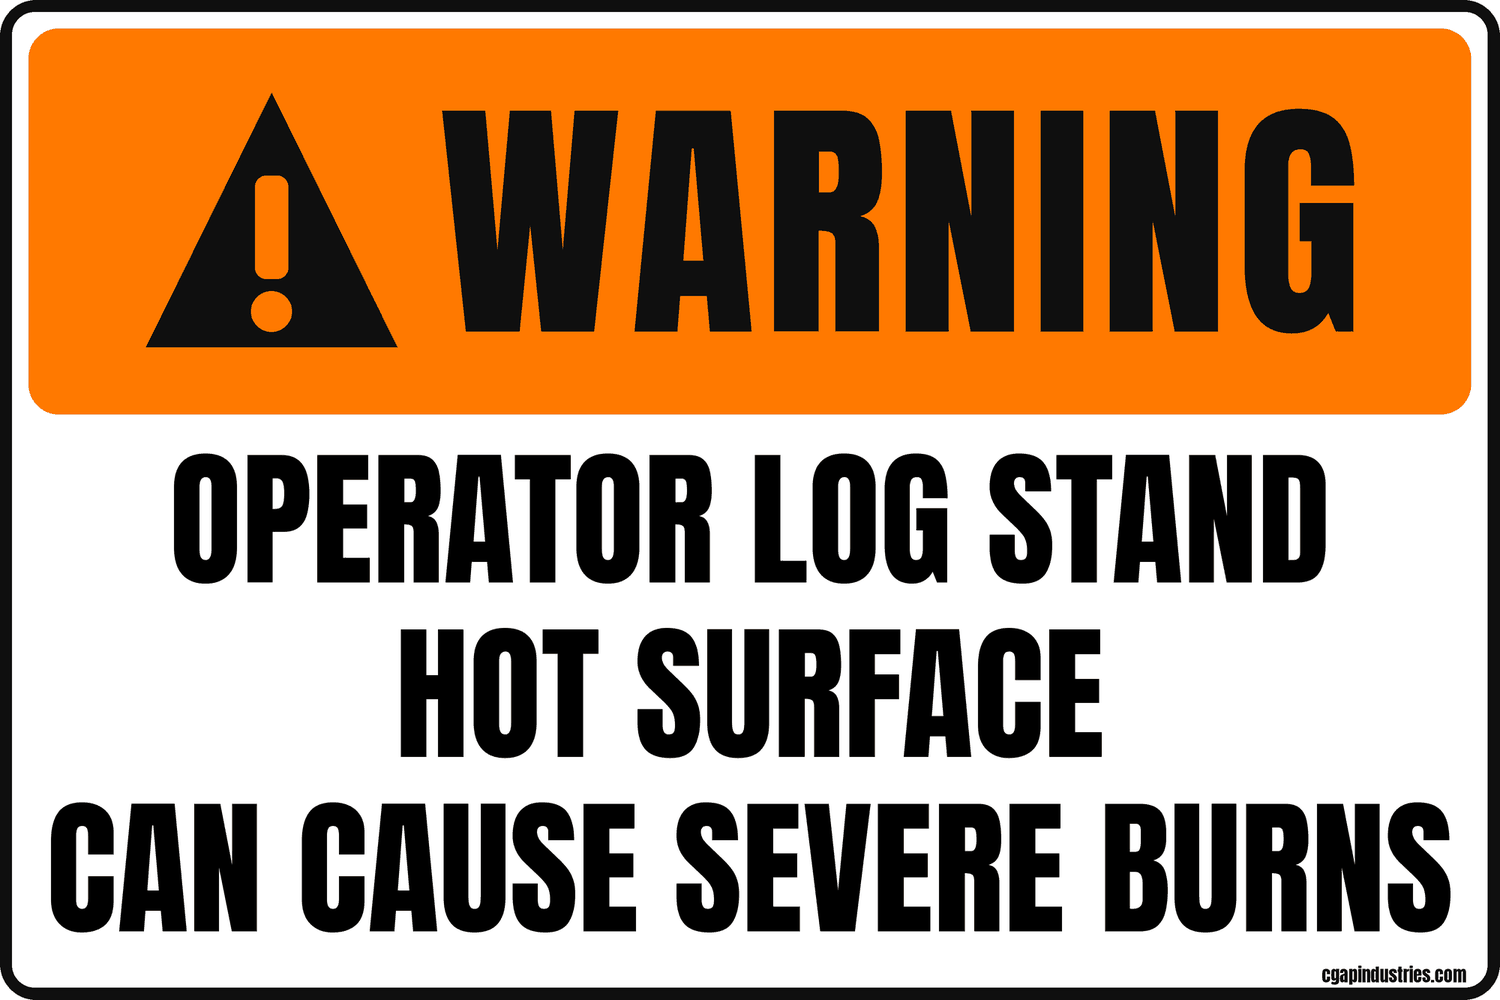 WARNING
OPERATOR LOG STAND
HOT SURFACE
CAN CAUSE SEVERE BURNS
cgapindustries.com